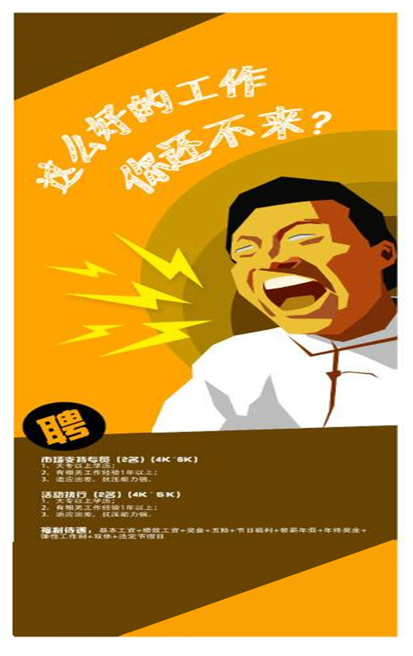 这么好的工作
你还不来?
聘
市场支持专员(2名)(4K~6K)
1、大专以上学历;
2、有相关工作经验1年以上;
3、适应出差,抗压能力强。
活动执行(2名)(4K~5K)
1、大专以上学历;
2、有相关工作经验1年以上;
3、适应出差,抗压能力强。
福利待遇:基本工资+绩效工资+奖金+五险+节日福利+带薪年假+年终奖金+
弹性工作制+双休+法定节假日